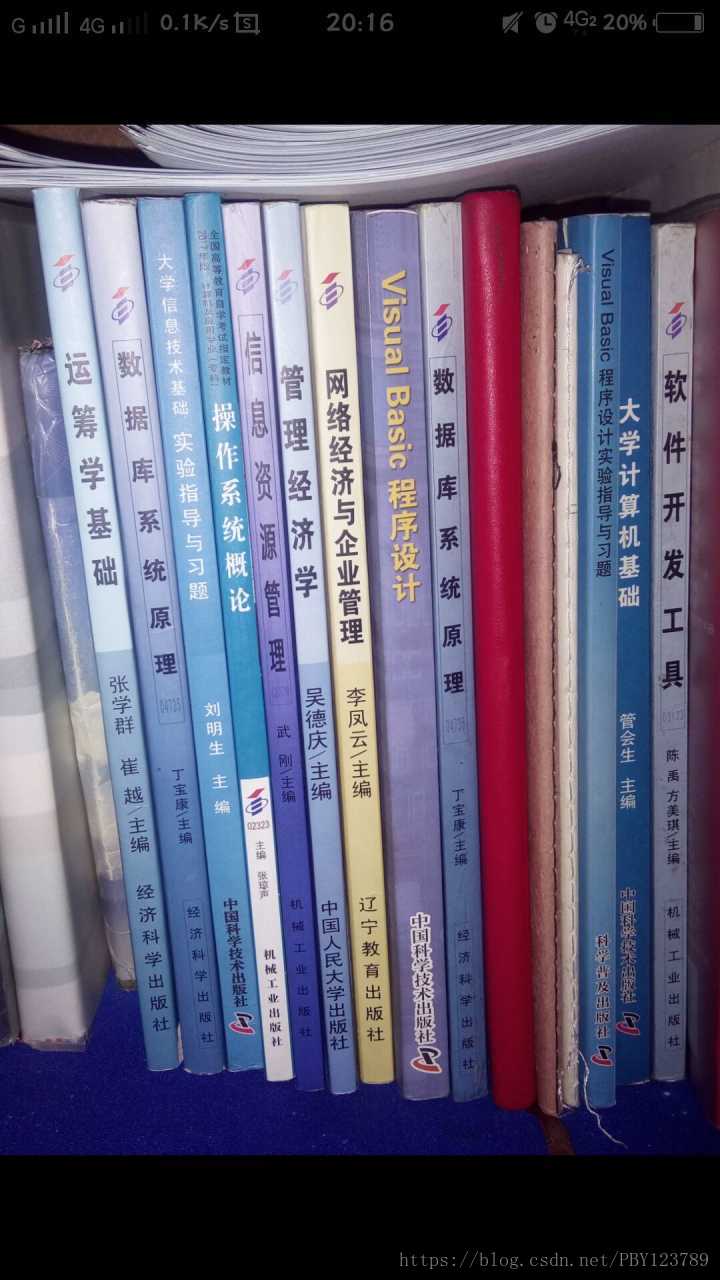 G 4G 0.1K/s 20:16 4G2 20%
运筹学基础 张学群 崔越/主编 经济科学出版社
数据库系统原理 04735 丁宝康/主编 经济科学出版社
大学信息技术基础 实验指导与习题 刘明生 主编 中国科学技术出版社
全国高等教育自学考试指定教材
计算机及应用专业(专科)
操作系统概论 02323 主编 张琼声 机械工业出版社
信息资源管理 武刚/主编 机械工业出版社
管理经济学 吴德庆/主编 中国人民大学出版社
网络经济与企业管理 李凤云/主编 辽宁教育出版社
Visual Basic 程序设计 中国科学技术出版社
数据库系统原理 04735 丁宝康/主编 经济科学出版社
Visual Basic 程序设计实验指导与习题 科学普及出版社
大学计算机基础 管会生 主编 中国科学技术出版社
软件开发工具 03173 陈禹 方美琪/主编 机械工业出版社
https://blog.csdn.net/PBY123789